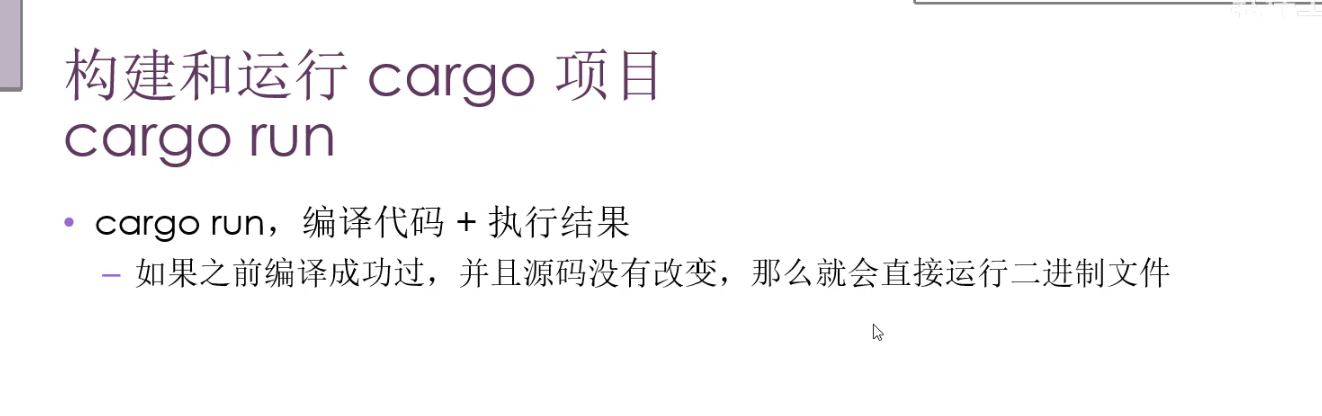 构建和运行 cargo 项目
cargo run
• cargo run，编译代码 + 执行结果
– 如果之前编译成功过，并且源码没有改变，那么就会直接运行二进制文件